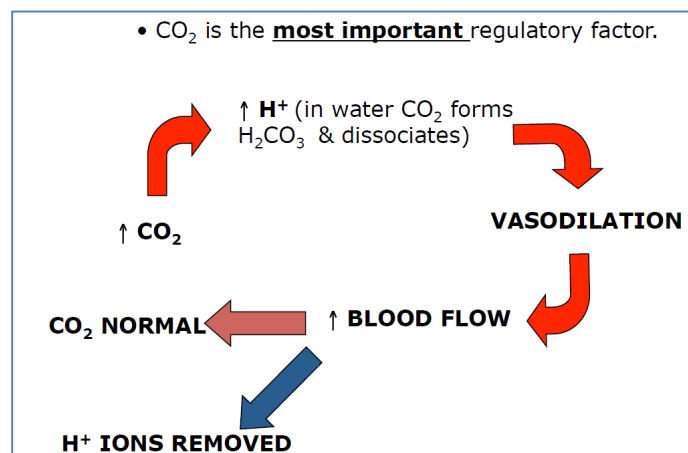 • CO₂ is the most important regulatory factor.
↑ H⁺ (in water CO₂ forms
H₂CO₃ & dissociates)
VASODILATION
↑ CO₂
↑ BLOOD FLOW
CO₂ NORMAL
H⁺ IONS REMOVED